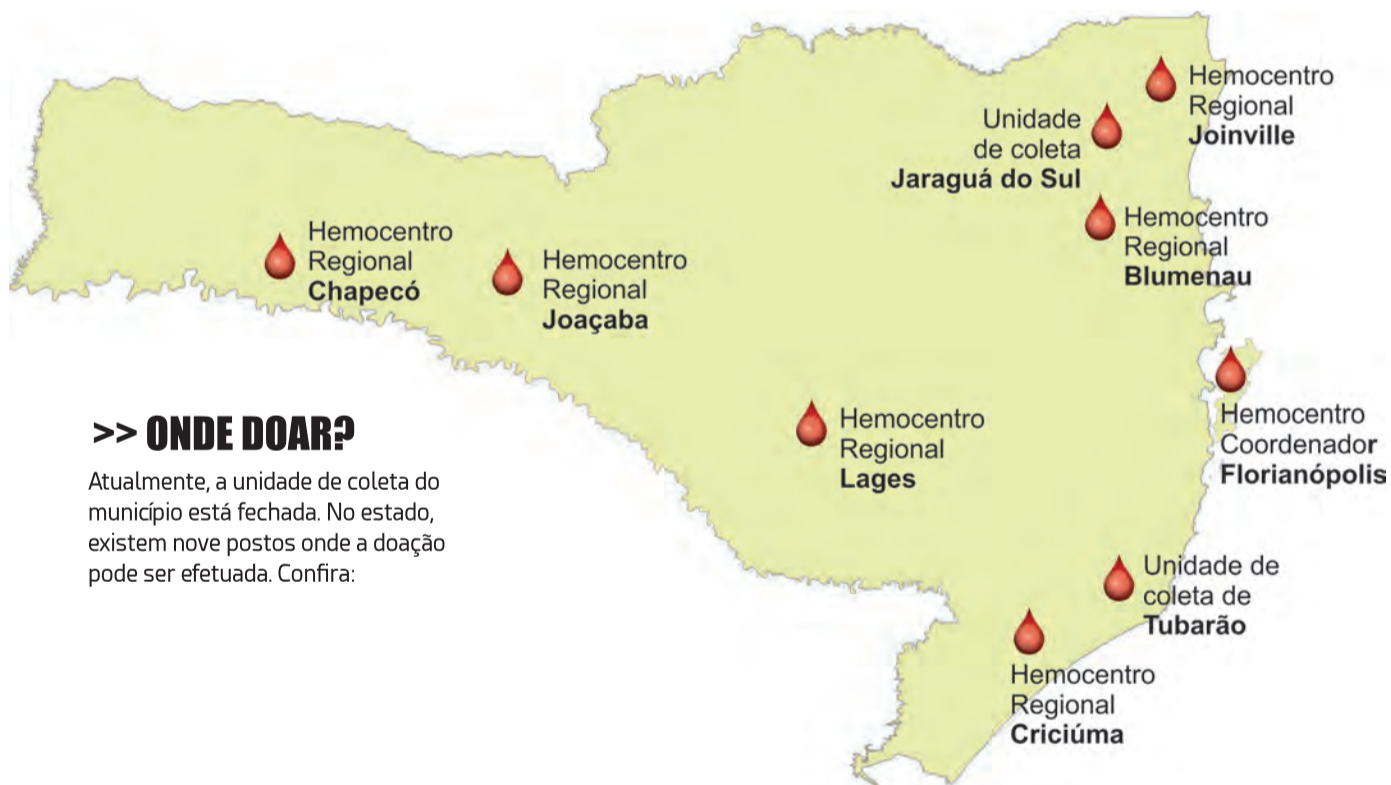 Hemocentro
Regional
Joinville
Unidade
de coleta
Jaraguá do Sul
Hemocentro
Regional
Blumenau
Hemocentro
Regional
Chapecó
Hemocentro
Regional
Joaçaba
Hemocentro
Coordenador
Florianópolis
Hemocentro
Regional
Lages
>> ONDE DOAR?
Atualmente, a unidade de coleta do
município está fechada. No estado,
existem nove postos onde a doação
pode ser efetuada. Confira:
Unidade de
coleta de
Tubarão
Hemocentro
Regional
Criciúma